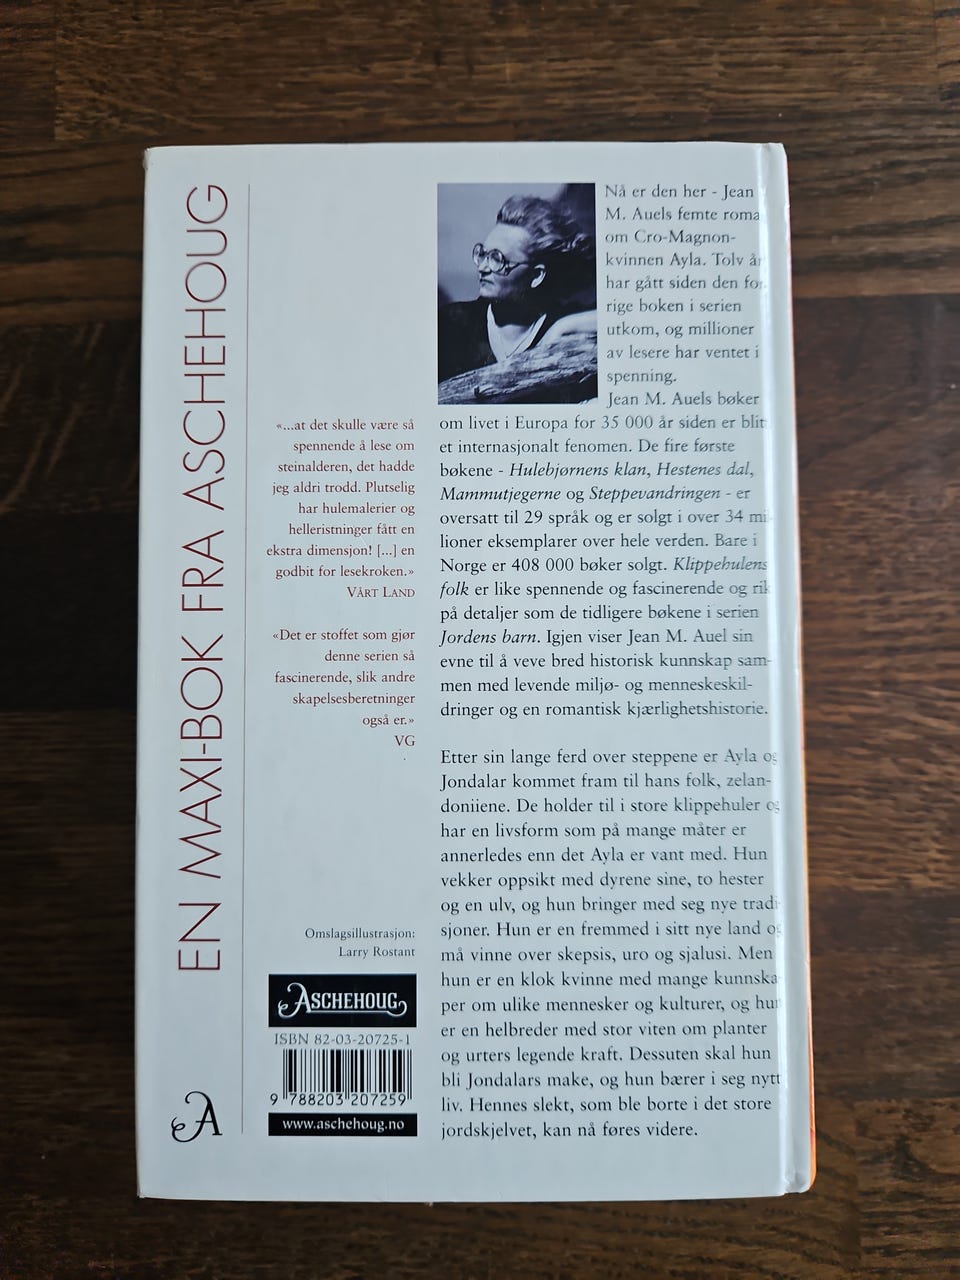 EN MAXI-BOK FRA ASCHEHOUG
«...at det skulle være så
spennende å lese om
steinalderen, det hadde
jeg aldri trodd. Plutselig
har hulemalerier og
helleristninger fått en
ekstra dimensjon! [...] en
godbit for lesekroken.»
VÅRT LAND
«Det er stoffet som gjør
denne serien så
fascinerende, slik andre
skapelsesberetninger
også er.»
VG
Omslagsillustrasjon:
Larry Rostant
ASCHEHOUG
ISBN 82-03-20725-1
9 788203 207259
www.aschehoug.no
A
Nå er den her - Jean
M. Auels femte roma
om Cro-Magnon-
kvinnen Ayla. Tolv år
har gått siden den for
rige boken i serien
utkom, og millioner
av lesere har ventet i
spenning.
Jean M. Auels bøker
om livet i Europa for 35 000 år siden er blitt
et internasjonalt fenomen. De fire første
bøkene - Hulebjørnens klan, Hestenes dal,
Mammutjegerne og Steppevandringen - er
oversatt til 29 språk og er solgt i over 34 mil
lioner eksemplarer over hele verden. Bare i
Norge er 408 000 bøker solgt. Klippehulens
folk er like spennende og fascinerende og rik
på detaljer som de tidligere bøkene i serien
Jordens barn. Igjen viser Jean M. Auel sin
evne til å veve bred historisk kunnskap sam-
men med levende miljø- og menneskeskil-
dringer og en romantisk kjærlighetshistorie.
Etter sin lange ferd over steppene er Ayla og
Jondalar kommet fram til hans folk, zelan-
doniiene. De holder til i store klippehuler og
har en livsform som på mange måter er
annerledes enn det Ayla er vant med. Hun
vekker oppsikt med dyrene sine, to hester
og en ulv, og hun bringer med seg nye tradi-
sjoner. Hun er en fremmed i sitt nye land og
må vinne over skepsis, uro og sjalusi. Men
hun er en klok kvinne med mange kunnska
per om ulike mennesker og kulturer, og hun
er en helbreder med stor viten om planter
og urters legende kraft. Dessuten skal hun
bli Jondalars make, og hun bærer i seg nytt
liv. Hennes slekt, som ble borte i det store
jordskjelvet, kan nå føres videre.